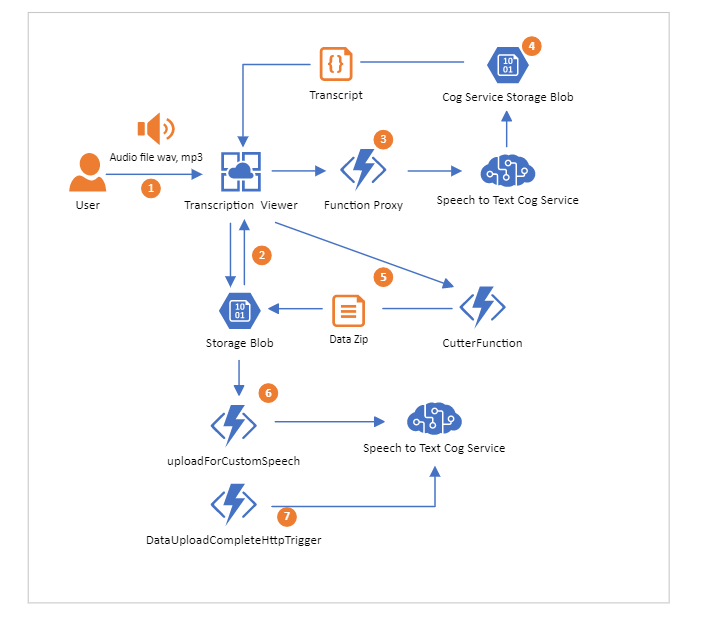 4
10
01
{}
Transcript
Cog Service Storage Blob
Audio file wav, mp3
3
1
User
Transcription Viewer
Function Proxy
Speech to Text Cog Service
2
5
10
01
Storage Blob
Data Zip
CutterFunction
6
uploadForCustomSpeech
Speech to Text Cog Service
7
DataUploadCompleteHttpTrigger